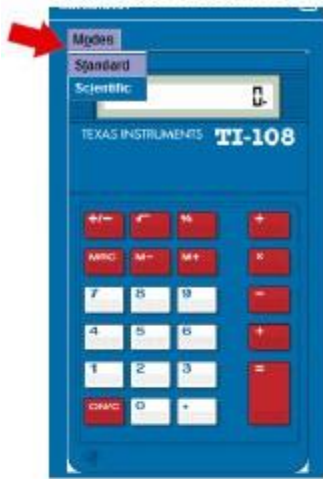 Modes
Standard
Scientific
0.
TEXAS INSTRUMENTS TI-108
+/− √ %
MRC M− M+ ×
7 8 9 −
4 5 6 +
1 2 3 =
ON/C 0 .